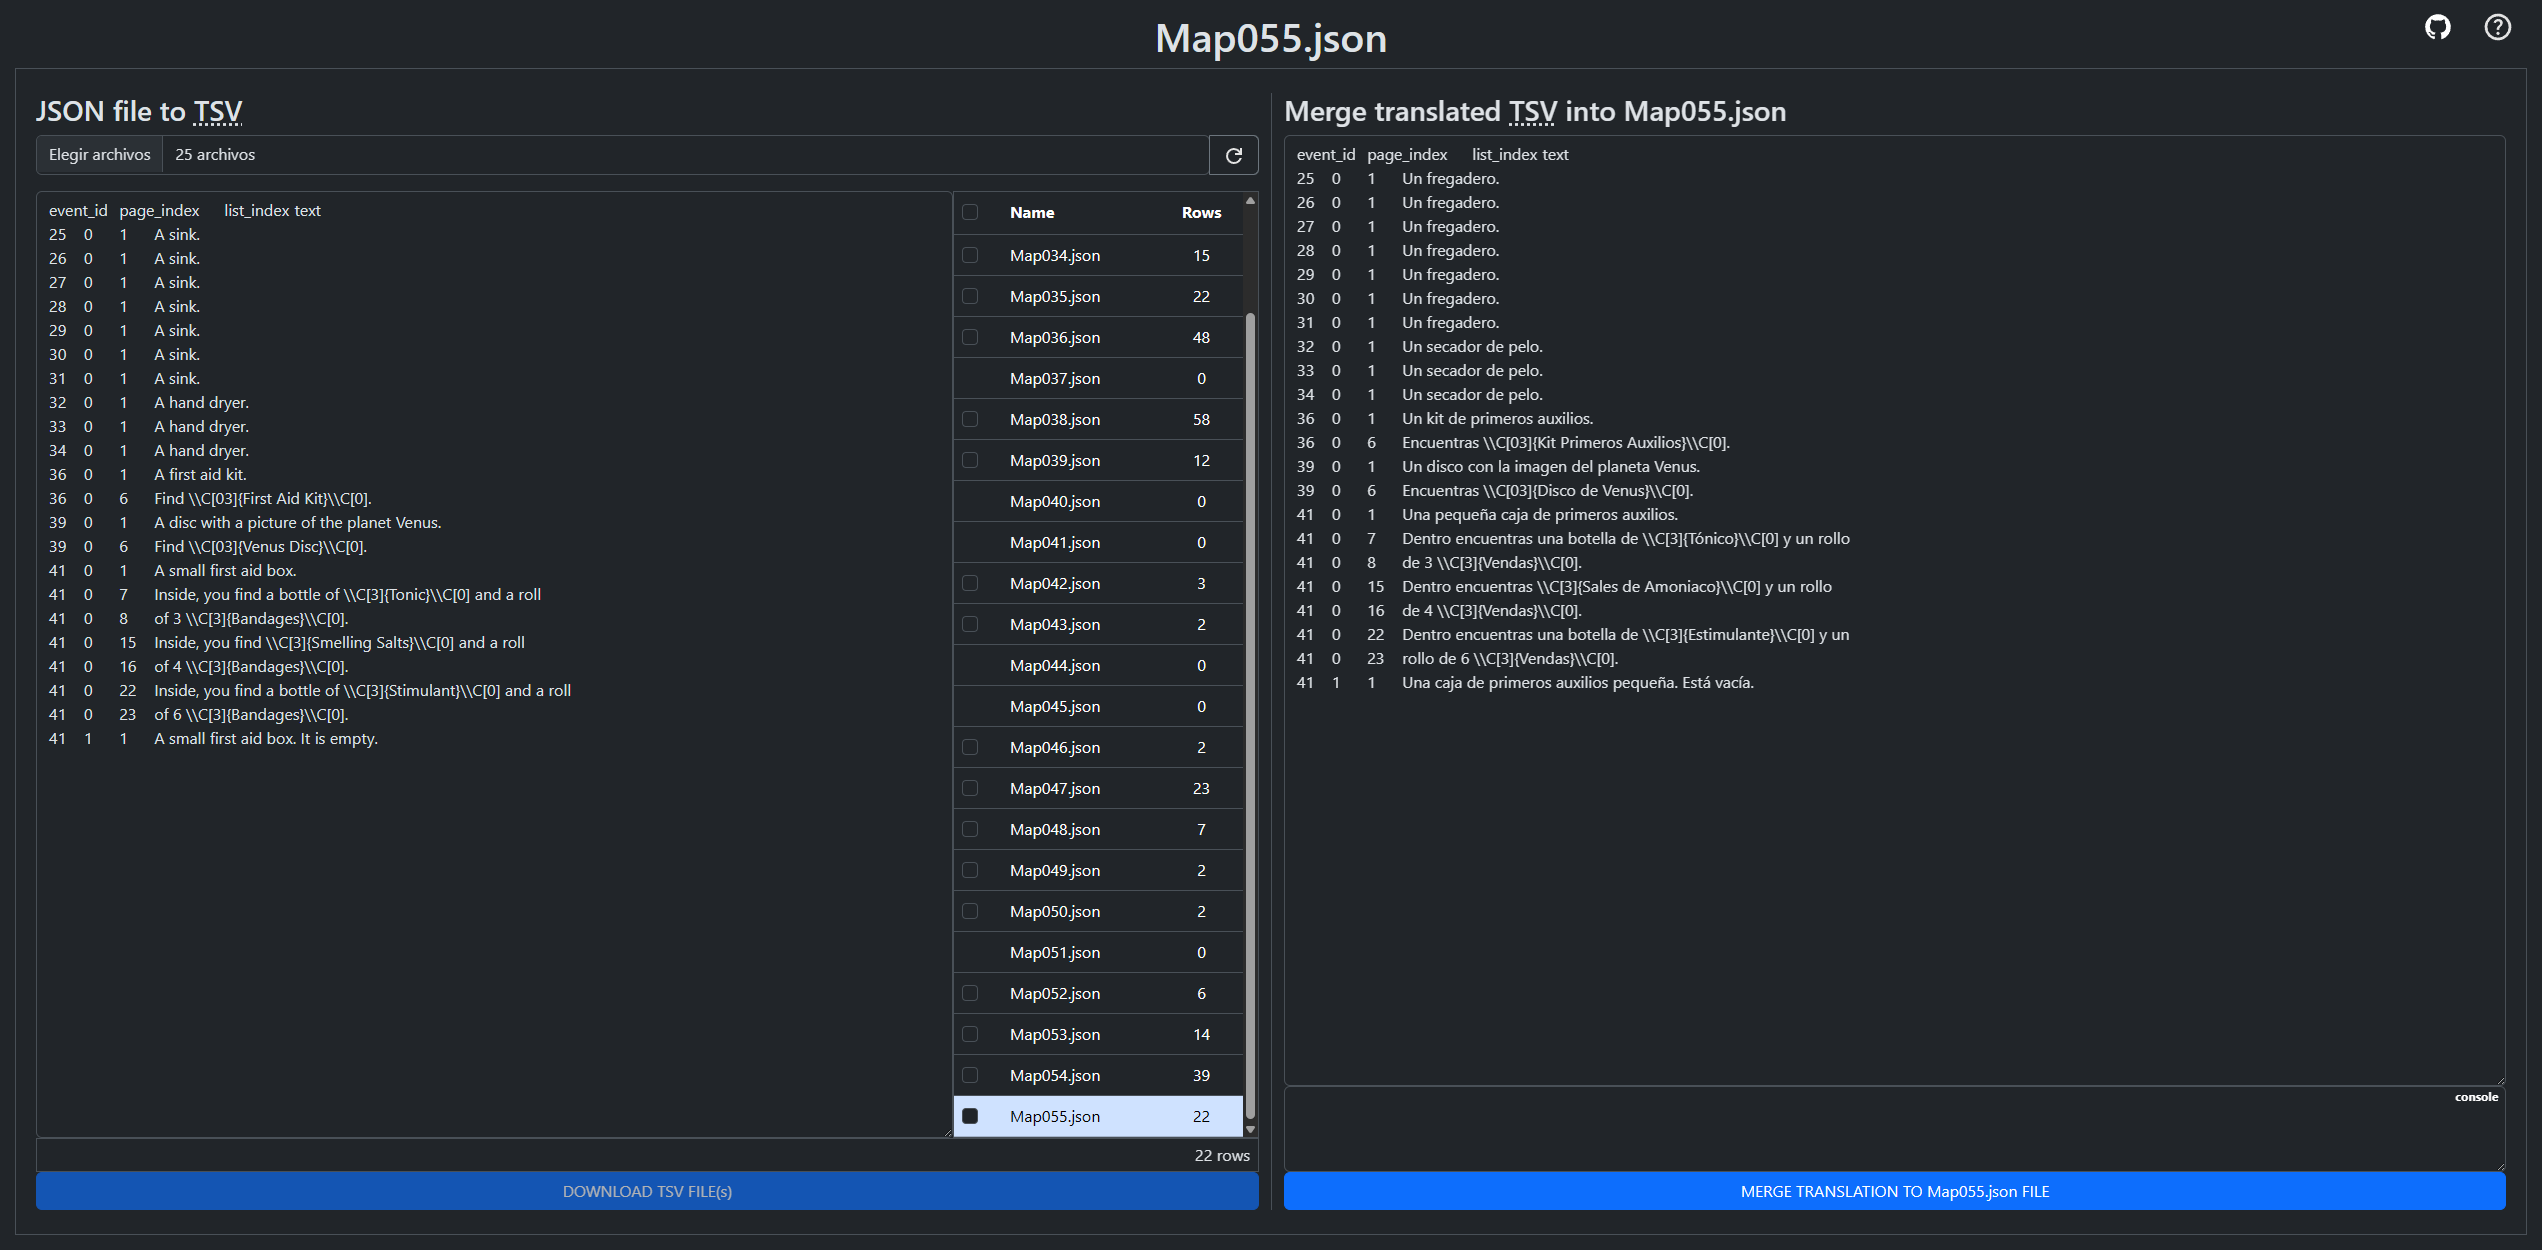 Map055.json
JSON file to TSV
Elegir archivos 25 archivos
event_id page_index list_index text
25 0 1 A sink.
26 0 1 A sink.
27 0 1 A sink.
28 0 1 A sink.
29 0 1 A sink.
30 0 1 A sink.
31 0 1 A sink.
32 0 1 A hand dryer.
33 0 1 A hand dryer.
34 0 1 A hand dryer.
36 0 1 A first aid kit.
36 0 6 Find \\C[03]{First Aid Kit}\\C[0].
39 0 1 A disc with a picture of the planet Venus.
39 0 6 Find \\C[03]{Venus Disc}\\C[0].
41 0 1 A small first aid box.
41 0 7 Inside, you find a bottle of \\C[3]{Tonic}\\C[0] and a roll
41 0 8 of 3 \\C[3]{Bandages}\\C[0].
41 0 15 Inside, you find \\C[3]{Smelling Salts}\\C[0] and a roll
41 0 16 of 4 \\C[3]{Bandages}\\C[0].
41 0 22 Inside, you find a bottle of \\C[3]{Stimulant}\\C[0] and a roll
41 0 23 of 6 \\C[3]{Bandages}\\C[0].
41 1 1 A small first aid box. It is empty.
Name Rows
Map034.json 15
Map035.json 22
Map036.json 48
Map037.json 0
Map038.json 58
Map039.json 12
Map040.json 0
Map041.json 0
Map042.json 3
Map043.json 2
Map044.json 0
Map045.json 0
Map046.json 2
Map047.json 23
Map048.json 7
Map049.json 2
Map050.json 2
Map051.json 0
Map052.json 6
Map053.json 14
Map054.json 39
Map055.json 22
22 rows
DOWNLOAD TSV FILE(s)
Merge translated TSV into Map055.json
event_id page_index list_index text
25 0 1 Un fregadero.
26 0 1 Un fregadero.
27 0 1 Un fregadero.
28 0 1 Un fregadero.
29 0 1 Un fregadero.
30 0 1 Un fregadero.
31 0 1 Un fregadero.
32 0 1 Un secador de pelo.
33 0 1 Un secador de pelo.
34 0 1 Un secador de pelo.
36 0 1 Un kit de primeros auxilios.
36 0 6 Encuentras \\C[03]{Kit Primeros Auxilios}\\C[0].
39 0 1 Un disco con la imagen del planeta Venus.
39 0 6 Encuentras \\C[03]{Disco de Venus}\\C[0].
41 0 1 Una pequeña caja de primeros auxilios.
41 0 7 Dentro encuentras una botella de \\C[3]{Tónico}\\C[0] y un rollo
41 0 8 de 3 \\C[3]{Vendas}\\C[0].
41 0 15 Dentro encuentras \\C[3]{Sales de Amoniaco}\\C[0] y un rollo
41 0 16 de 4 \\C[3]{Vendas}\\C[0].
41 0 22 Dentro encuentras una botella de \\C[3]{Estimulante}\\C[0] y un
41 0 23 rollo de 6 \\C[3]{Vendas}\\C[0].
41 1 1 Una caja de primeros auxilios pequeña. Está vacía.
console
MERGE TRANSLATION TO Map055.json FILE